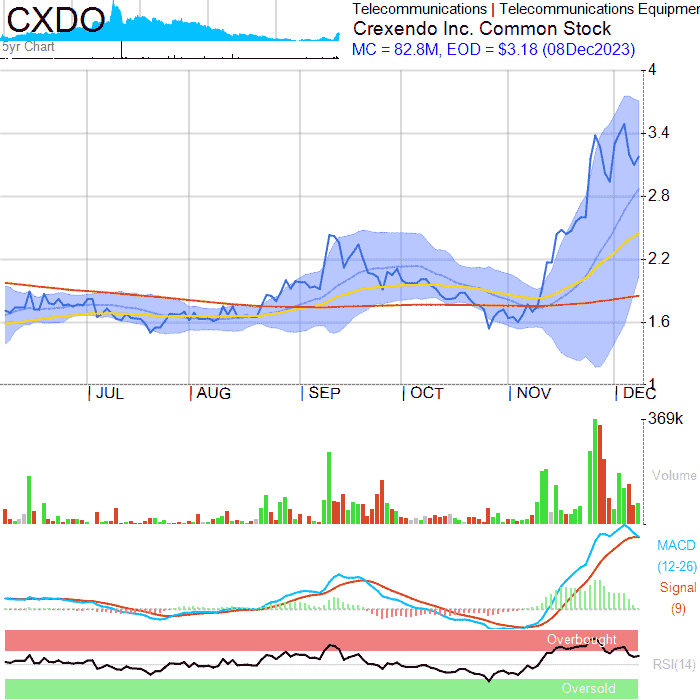 CXDO
5yr Chart
Telecommunications | Telecommunications Equipmen
Crexendo Inc. Common Stock
MC = 82.8M, EOD = $3.18 (08Dec2023)
4
3.4
2.8
2.2
1.6
1
JUL AUG SEP OCT NOV DEC
369k
Volume
MACD
(12-26)
Signal
(9)
Overbought
RSI(14)
Oversold